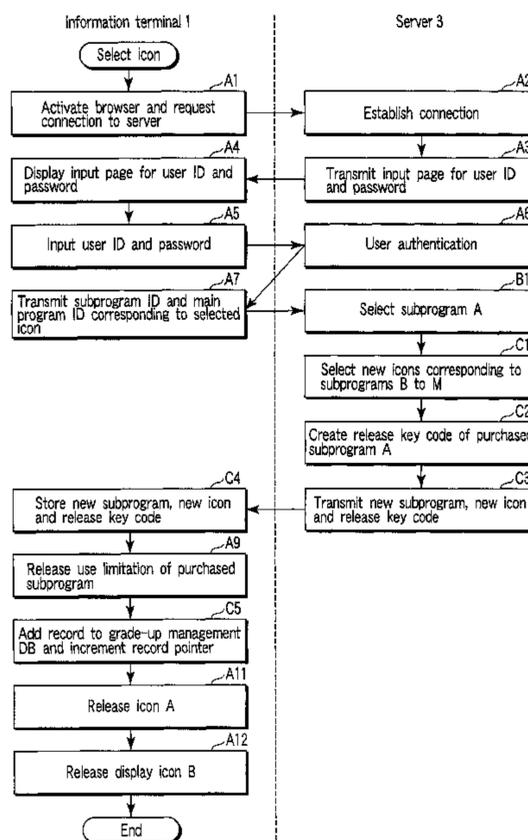 Information terminal 1
Server 3
Select icon
A1
Activate browser and request
connection to server
A2
Establish connection
A4
Display input page for user ID and
password
A3
Transmit input page for user ID
and password
A5
Input user ID and password
A6
User authentication
A7
Transmit subprogram ID and main
program ID corresponding to selected
icon
B1
Select subprogram A
C1
Select new icons corresponding to
subprograms B to M
C2
Create release key code of purchased
subprogram A
C4
Store new subprogram, new icon
and release key code
C3
Transmit new subprogram, new icon
and release key code
A9
Release use limitation of purchased
subprogram
C5
Add record to grade-up management
DB and increment record pointer
A11
Release icon A
A12
Release display icon B
End